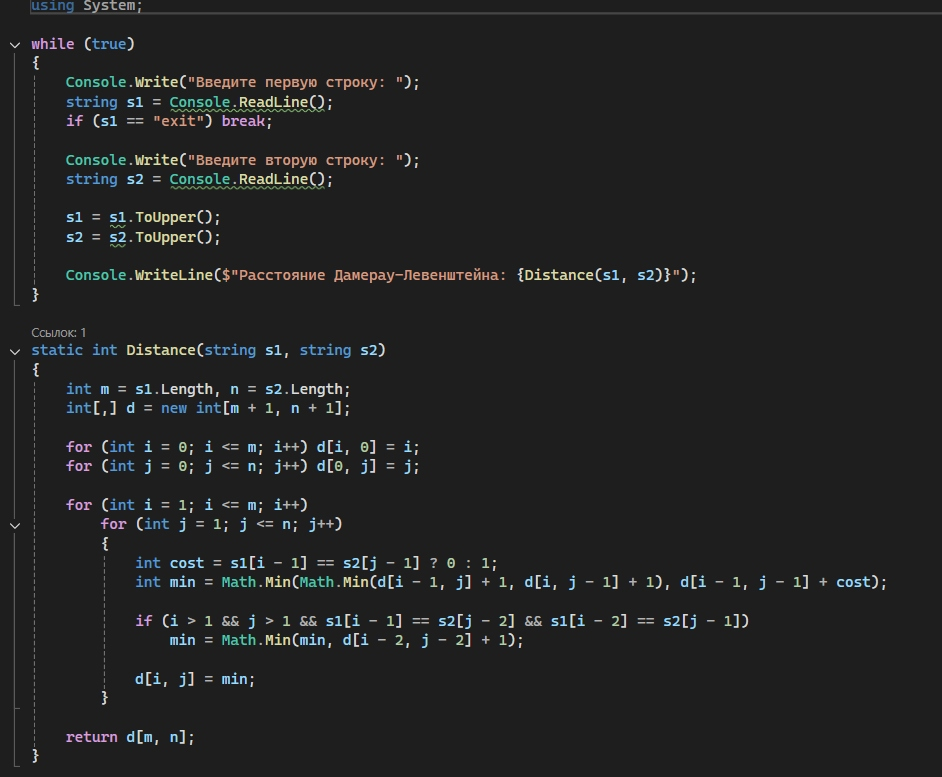 using System;
while (true)
{
Console.Write("Введите первую строку: ");
string s1 = Console.ReadLine();
if (s1 == "exit") break;
Console.Write("Введите вторую строку: ");
string s2 = Console.ReadLine();
s1 = s1.ToUpper();
s2 = s2.ToUpper();
Console.WriteLine($"Расстояние Дамерау-Левенштейна: {Distance(s1, s2)}");
}
Ссылок: 1
static int Distance(string s1, string s2)
{
int m = s1.Length, n = s2.Length;
int[,] d = new int[m + 1, n + 1];
for (int i = 0; i <= m; i++) d[i, 0] = i;
for (int j = 0; j <= n; j++) d[0, j] = j;
for (int i = 1; i <= m; i++)
for (int j = 1; j <= n; j++)
{
int cost = s1[i - 1] == s2[j - 1] ? 0 : 1;
int min = Math.Min(Math.Min(d[i - 1, j] + 1, d[i, j - 1] + 1), d[i - 1, j - 1] + cost);
if (i > 1 && j > 1 && s1[i - 1] == s2[j - 2] && s1[i - 2] == s2[j - 1])
min = Math.Min(min, d[i - 2, j - 2] + 1);
d[i, j] = min;
}
return d[m, n];
}